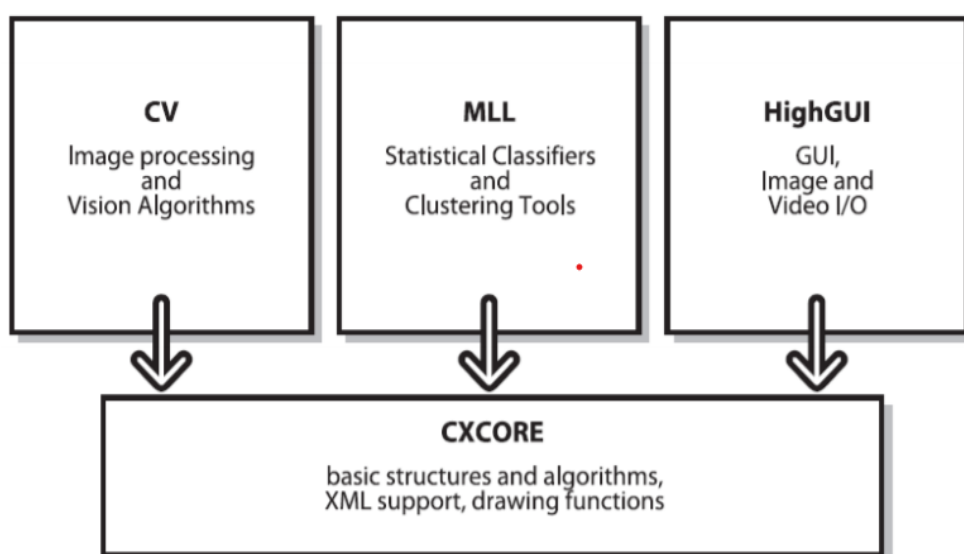 CV
Image processing
and
Vision Algorithms
MLL
Statistical Classifiers
and
Clustering Tools
HighGUI
GUI,
Image and
Video I/O
CXCORE
basic structures and algorithms,
XML support, drawing functions